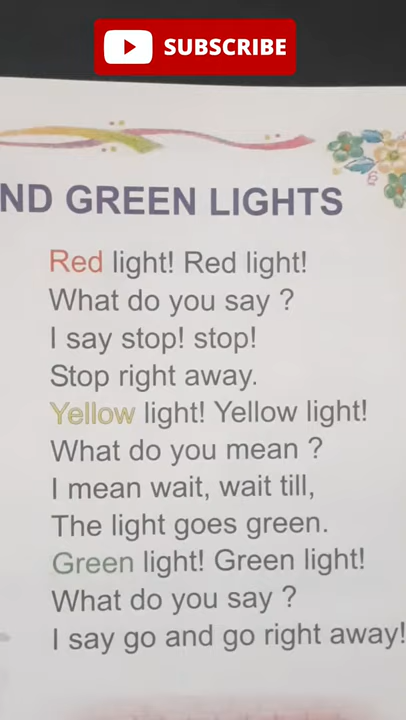 SUBSCRIBE
ND GREEN LIGHTS
Red light! Red light!
What do you say ?
I say stop! stop!
Stop right away.
Yellow light! Yellow light!
What do you mean ?
I mean wait, wait till,
The light goes green.
Green light! Green light!
What do you say ?
I say go and go right away!